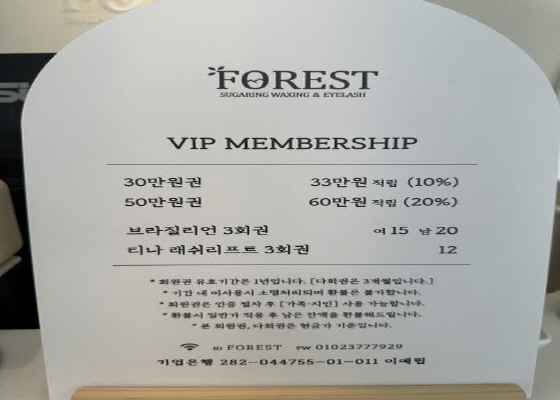 FOREST
SUGARING WAXING & EYELASH
VIP MEMBERSHIP
30만원권 33만원 적립 (10%)
50만원권 60만원 적립 (20%)
브라질리언 3회권 여 15 남 20
티나 래쉬리프트 3회권 12
* 회원권 유효기간은 1년입니다. [다회권은 3개월입니다.]
* 기간 내 미사용시 소멸처리되며 환불은 불가합니다.
* 회원권은 인증 절차 후 [가족·지인] 사용 가능합니다.
* 환불시 일반가 적용 후 남은 잔액을 환불해드립니다.
* 본 회원권, 다회권은 현금가 기준입니다.
ID FOREST PW 01023777929
기업은행 282-044755-01-011 이예림